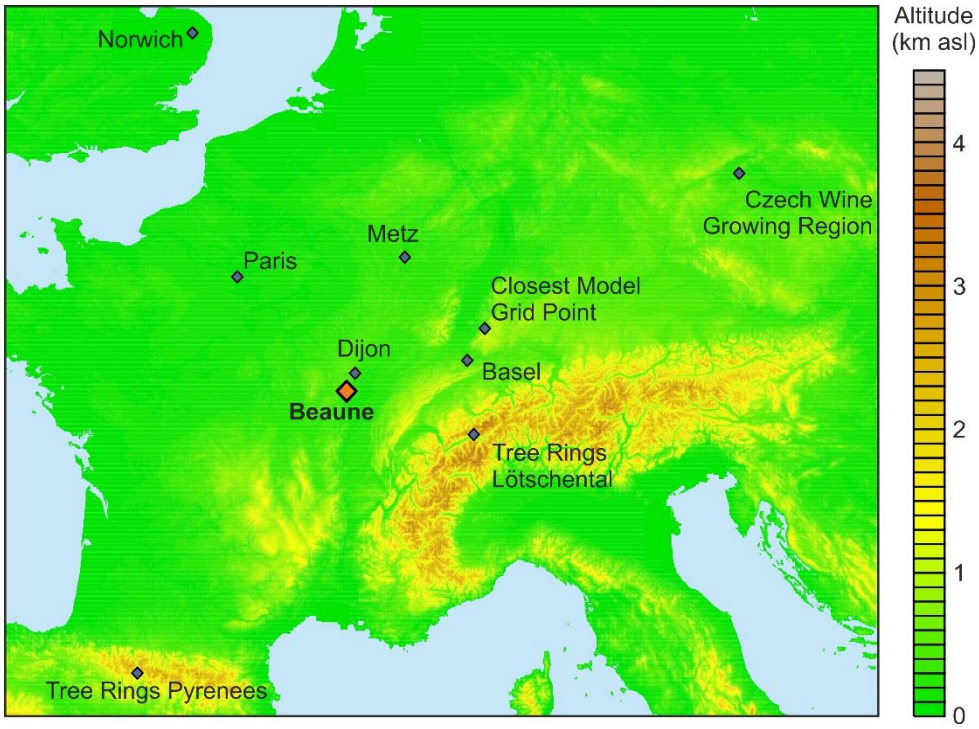 Altitude
(km asl)
Norwich
Czech Wine
Growing Region
Metz
Paris
Closest Model
Grid Point
Dijon
Basel
Beaune
Tree Rings
Lötschental
Tree Rings Pyrenees
4
3
2
1
0